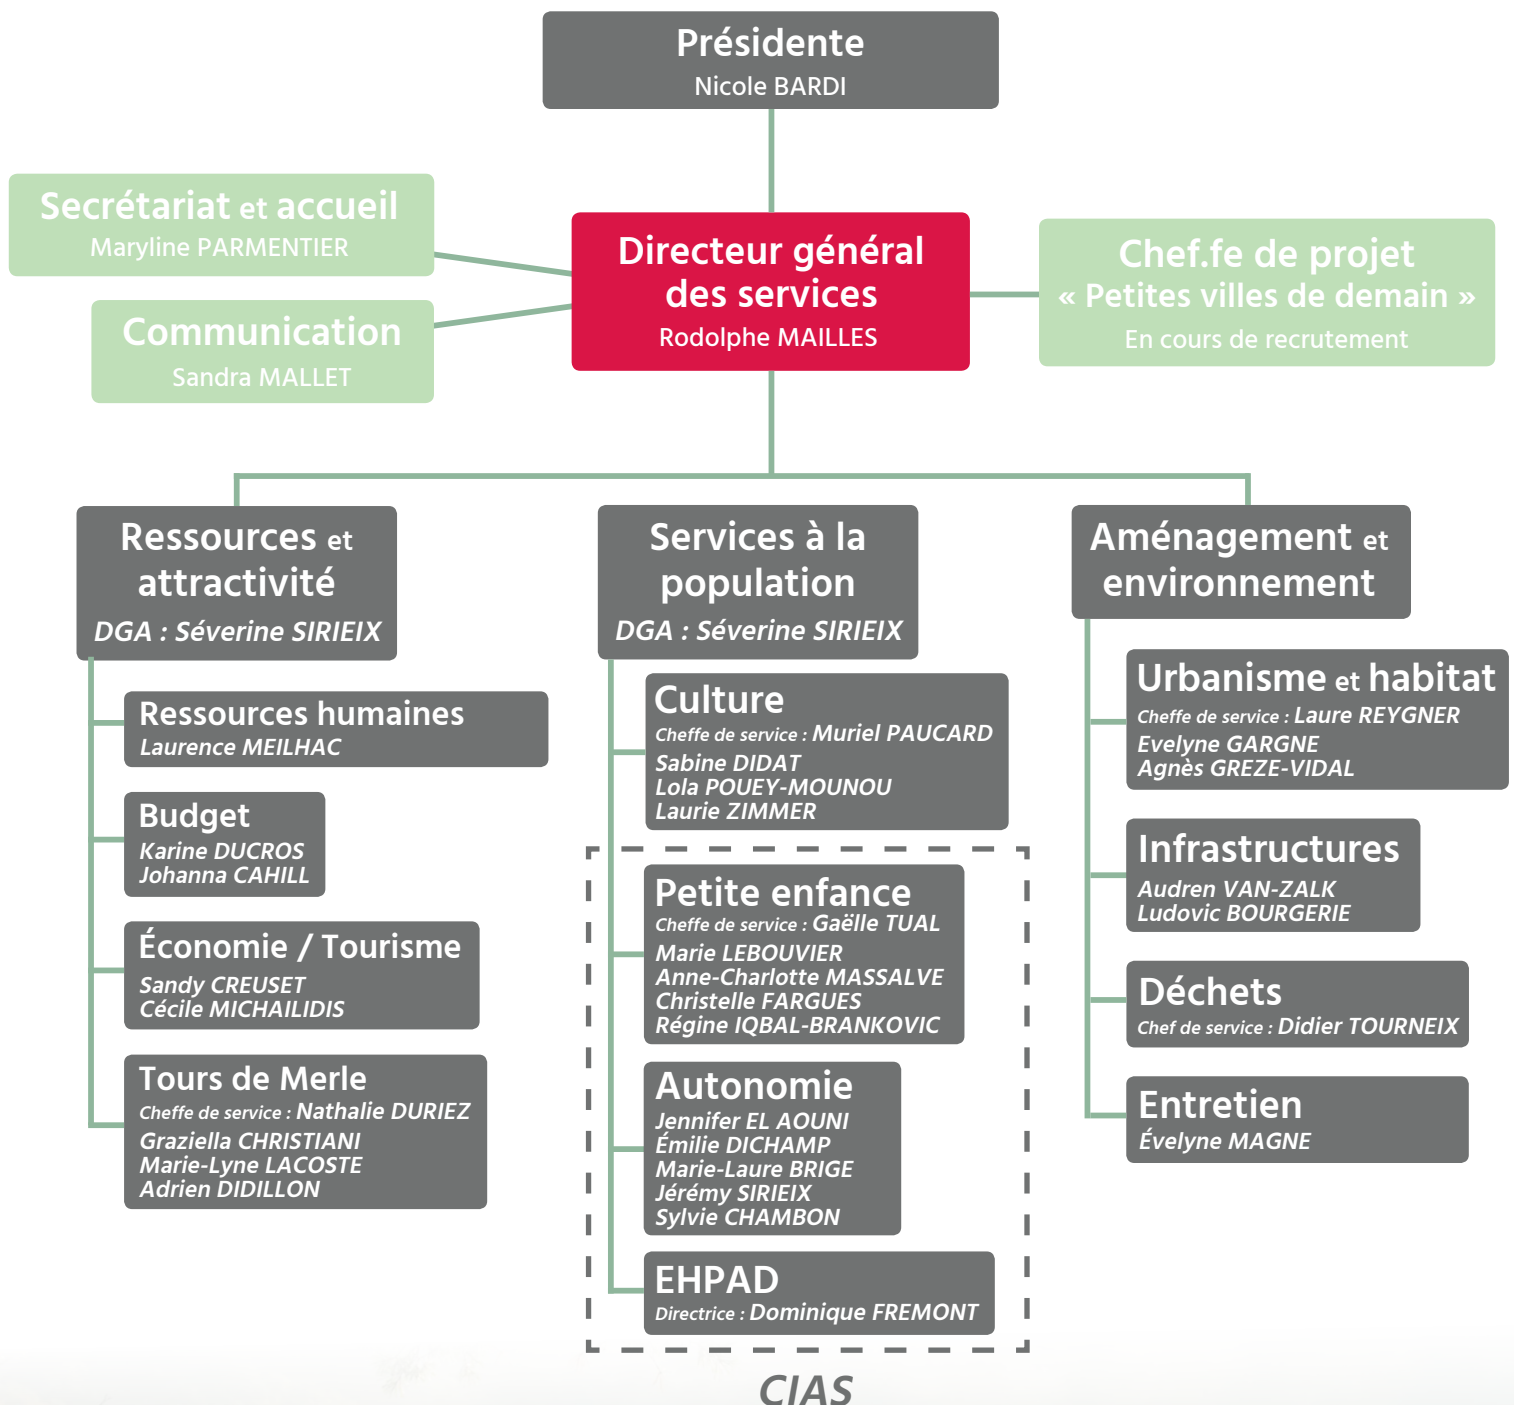 Présidente
Nicole BARDI
Secrétariat et accueil
Maryline PARMENTIER
Communication
Sandra MALLET
Directeur général
des services
Rodolphe MAILLES
Chef.fe de projet
« Petites villes de demain »
En cours de recrutement
Ressources et
attractivité
DGA : Séverine SIRIEIX
Ressources humaines
Laurence MEILHAC
Budget
Karine DUCROS
Johanna CAHILL
Économie / Tourisme
Sandy CREUSET
Cécile MICHAILIDIS
Tours de Merle
Cheffe de service : Nathalie DURIEZ
Graziella CHRISTIANI
Marie-Lyne LACOSTE
Adrien DIDILLON
Services à la
population
DGA : Séverine SIRIEIX
Culture
Cheffe de service : Muriel PAUCARD
Sabine DIDAT
Lola POUEY-MOUNOU
Laurie ZIMMER
Petite enfance
Cheffe de service : Gaëlle TUAL
Marie LEBOUVIER
Anne-Charlotte MASSALVE
Christelle FARGUES
Régine IQBAL-BRANKOVIC
Autonomie
Jennifer EL AOUNI
Émilie DICHAMP
Marie-Laure BRIGE
Jérémy SIRIEIX
Sylvie CHAMBON
EHPAD
Directrice : Dominique FREMONT
CIAS
Aménagement et
environnement
Urbanisme et habitat
Cheffe de service : Laure REYGNER
Evelyne GARGNE
Agnès GREZE-VIDAL
Infrastructures
Audren VAN-ZALK
Ludovic BOURGERIE
Déchets
Chef de service : Didier TOURNEIX
Entretien
Évelyne MAGNE